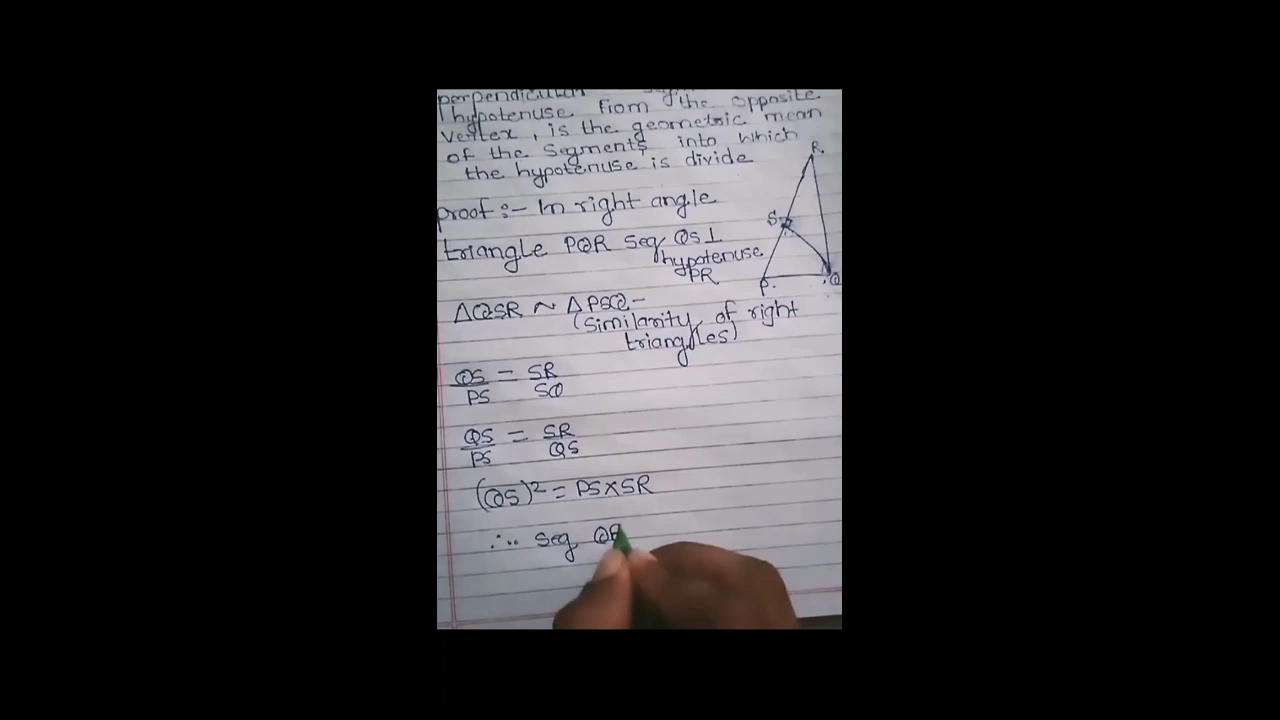 perpendicular
hypotenuse from the opposite
vertex, is the geometric mean
of the segments into which
the hypotenuse is divide
R
Proof :- In right angle
S
triangle PQR seg QS⊥
hypotenuse
PR
P.
.Q
ΔQSR ~ ΔPSQ-
(similarity of right
triangles)
QS = SR
PS SQ
QS = SR
PS QS
(QS)² = PS×SR
∴ seg